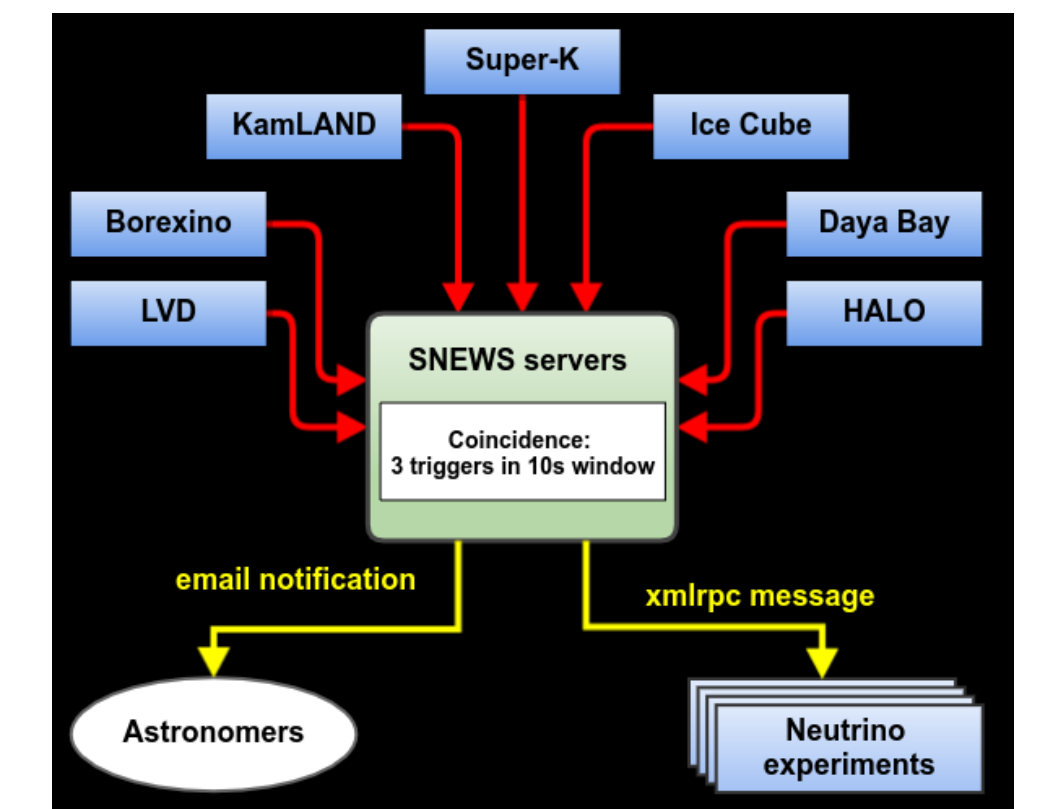 Super-K
KamLAND
Ice Cube
Borexino
Daya Bay
LVD
HALO
SNEWS servers
Coincidence:
3 triggers in 10s window
email notification
xmlrpc message
Astronomers
Neutrino
experiments